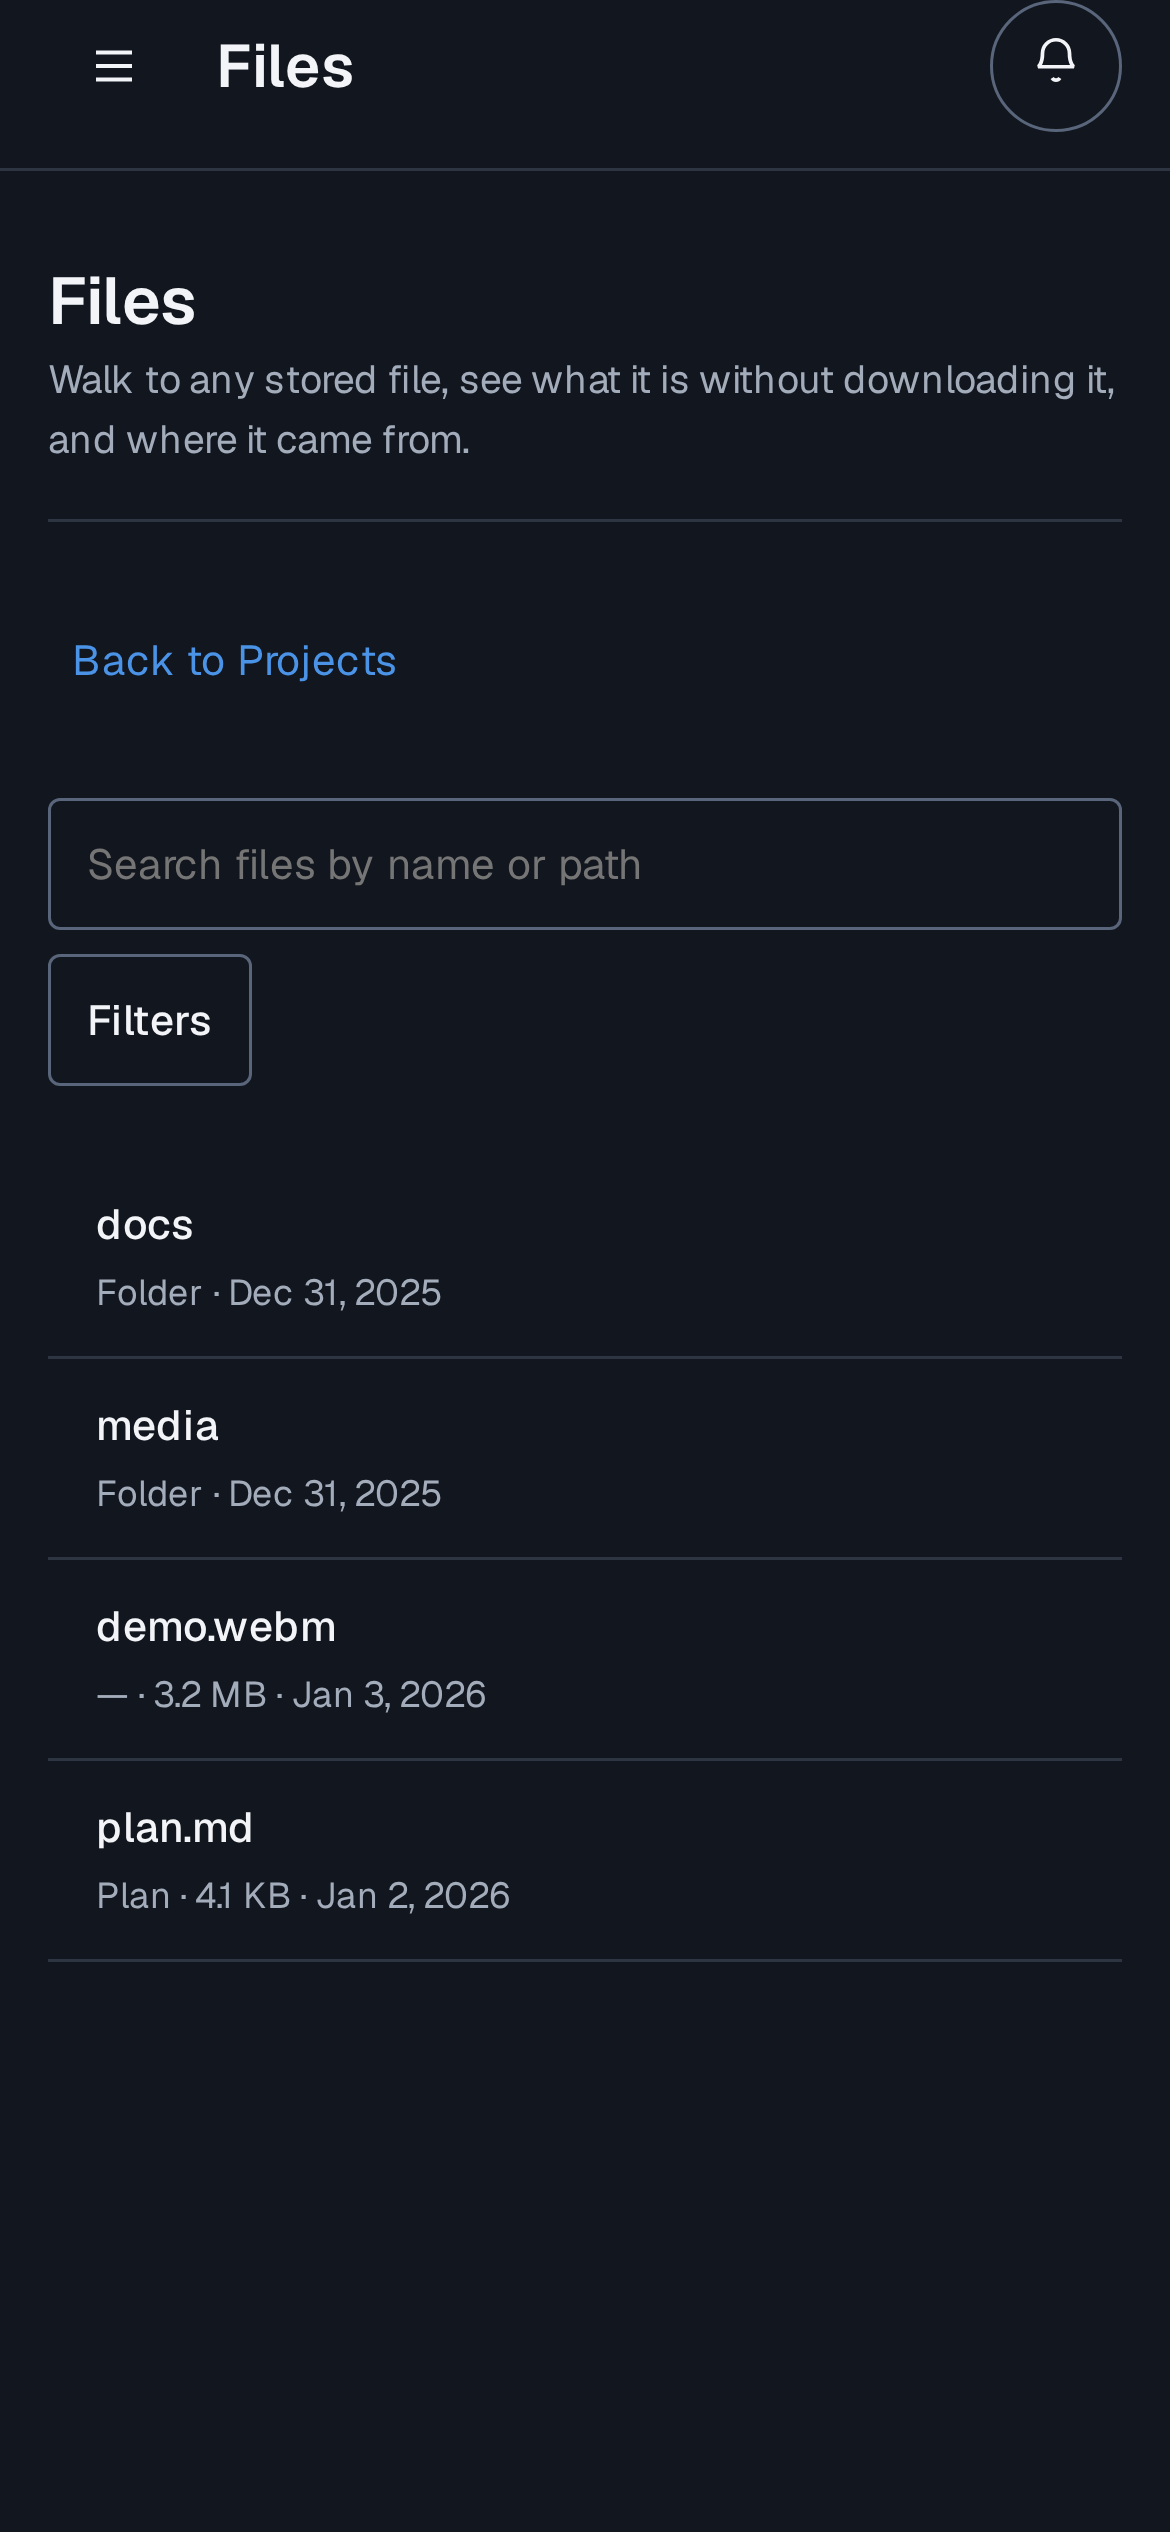 Files
Files
Walk to any stored file, see what it is without downloading it,
and where it came from.
Back to Projects
Search files by name or path
Filters
docs
Folder · Dec 31, 2025
media
Folder · Dec 31, 2025
demo.webm
— · 3.2 MB · Jan 3, 2026
plan.md
Plan · 4.1 KB · Jan 2, 2026